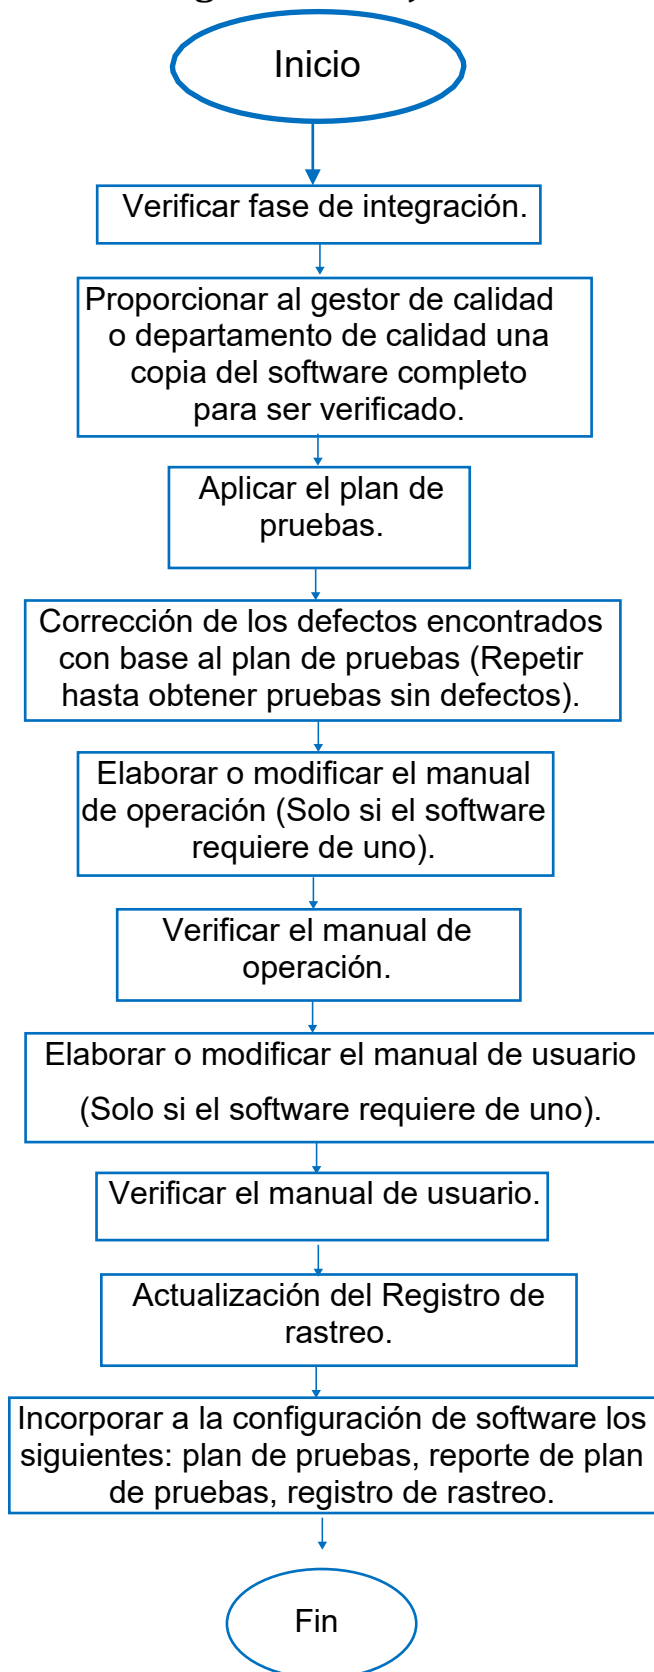 Inicio
Verificar fase de integración.
Proporcionar al gestor de calidad
o departamento de calidad una
copia del software completo
para ser verificado.
Aplicar el plan de
pruebas.
Corrección de los defectos encontrados
con base al plan de pruebas (Repetir
hasta obtener pruebas sin defectos).
Elaborar o modificar el manual
de operación (Solo si el software
requiere de uno).
Verificar el manual de
operación.
Elaborar o modificar el manual de usuario
(Solo si el software requiere de uno).
Verificar el manual de usuario.
Actualización del Registro de
rastreo.
Incorporar a la configuración de software los
siguientes: plan de pruebas, reporte de plan
de pruebas, registro de rastreo.
Fin